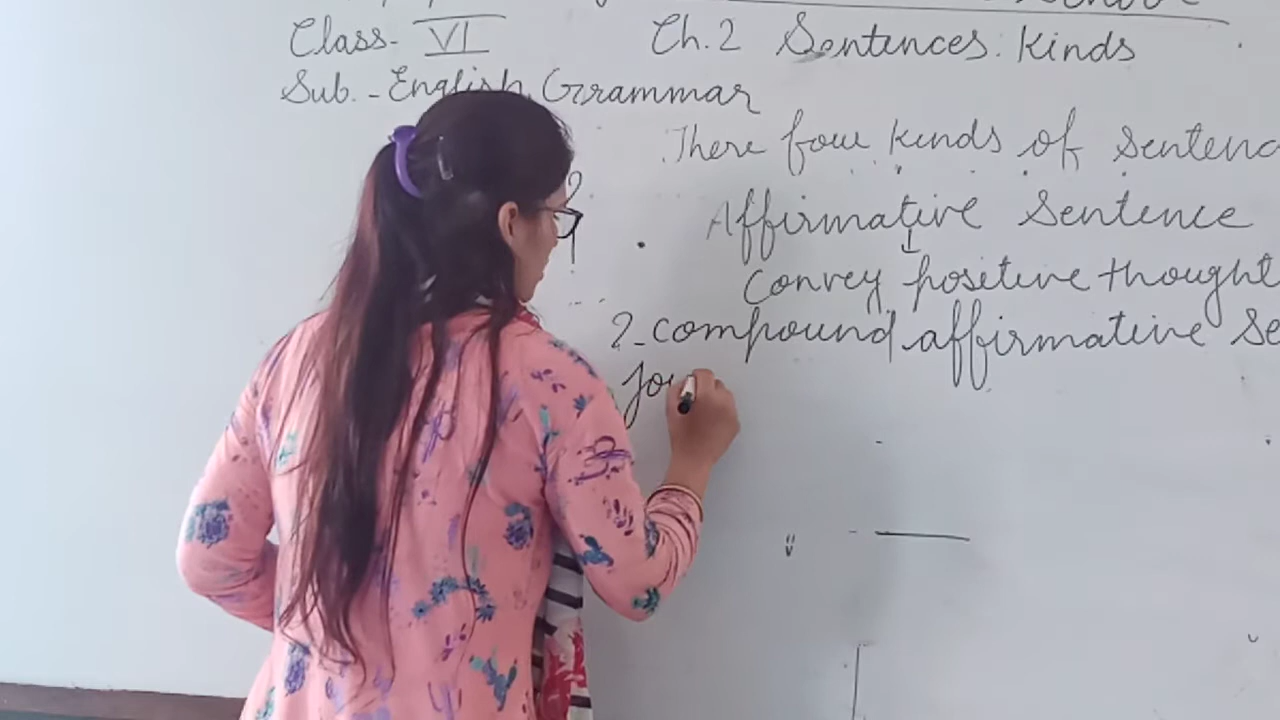 Class- VI Ch.2 Sentences: Kinds
Sub. - English Grammar
There four kinds of Sentenc
Affirmative Sentence
Convey positive thought
2-compound affirmative Se